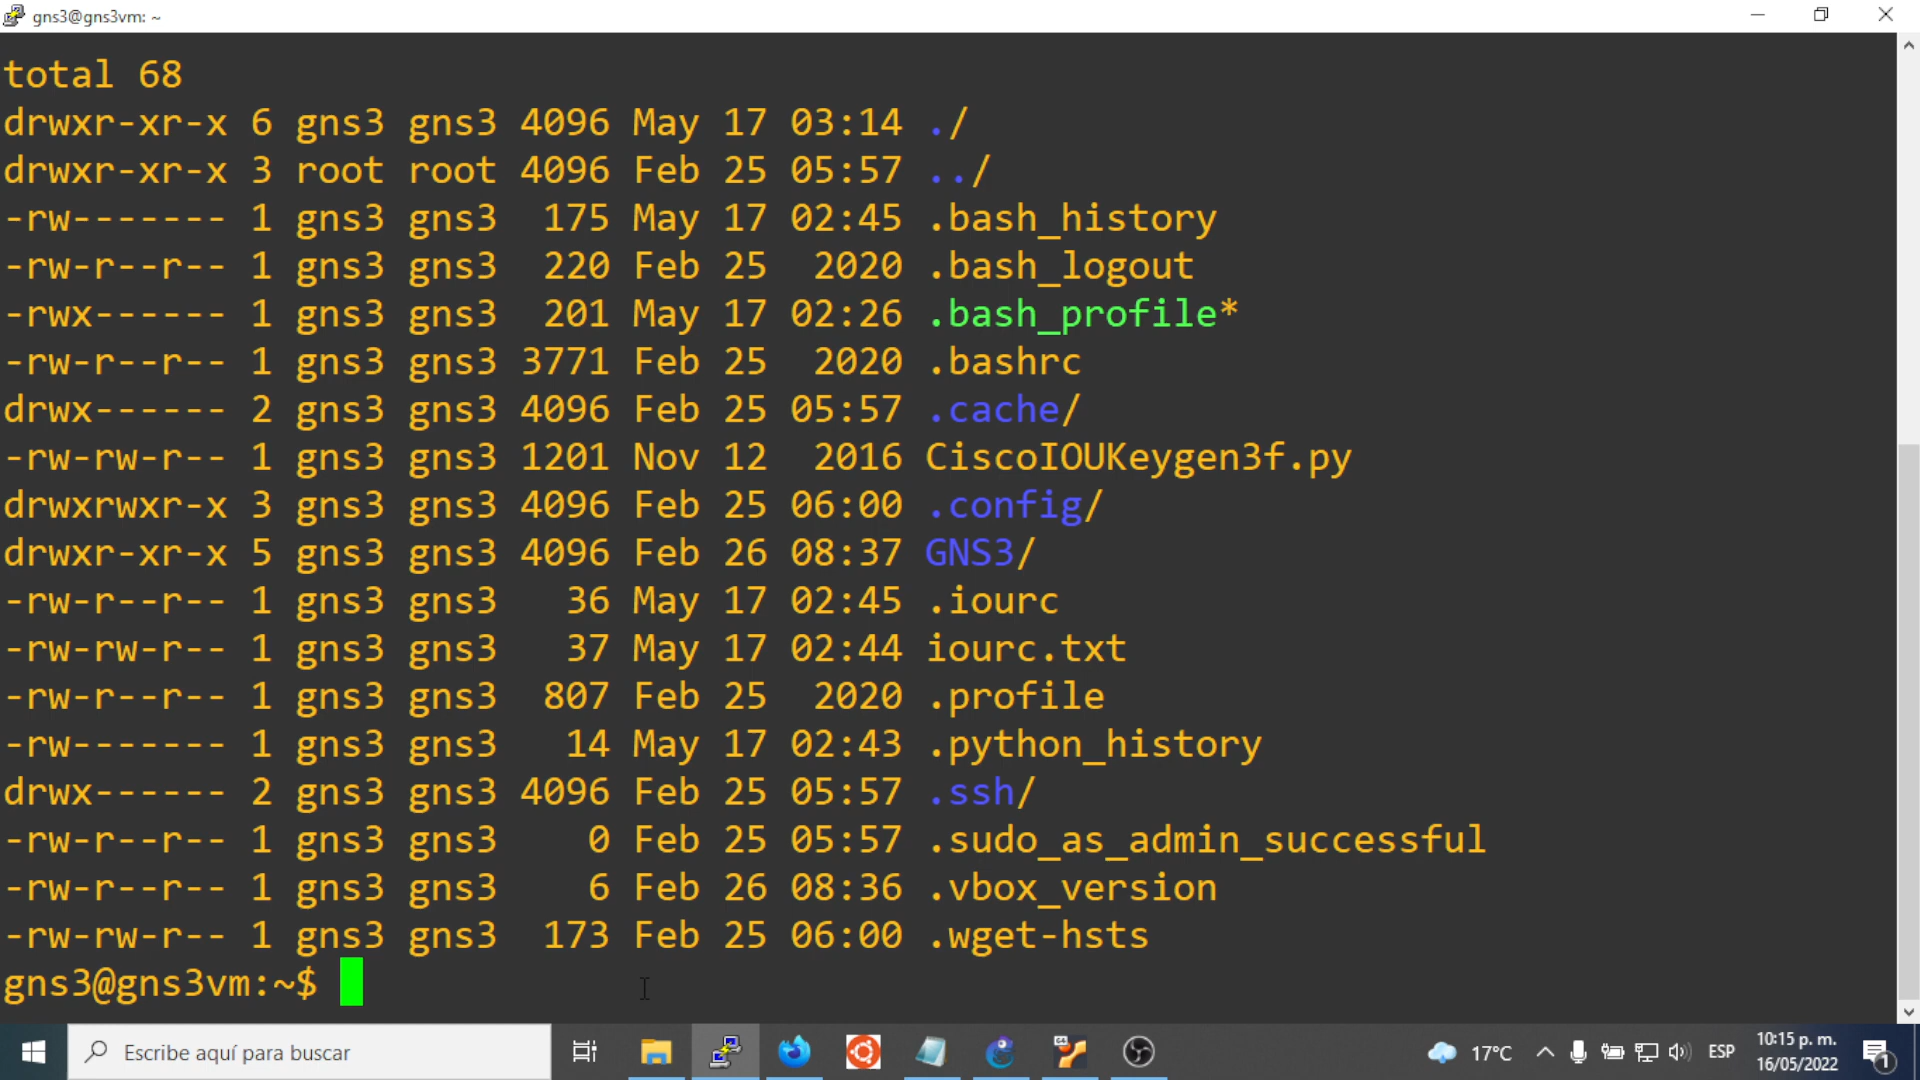 gns3@gns3vm: ~
total 68
drwxr-xr-x 6 gns3 gns3 4096 May 17 03:14 ./
drwxr-xr-x 3 root root 4096 Feb 25 05:57 ../
-rw------- 1 gns3 gns3  175 May 17 02:45 .bash_history
-rw-r--r-- 1 gns3 gns3  220 Feb 25  2020 .bash_logout
-rwx------ 1 gns3 gns3  201 May 17 02:26 .bash_profile*
-rw-r--r-- 1 gns3 gns3 3771 Feb 25  2020 .bashrc
drwx------ 2 gns3 gns3 4096 Feb 25 05:57 .cache/
-rw-rw-r-- 1 gns3 gns3 1201 Nov 12  2016 CiscoIOUKeygen3f.py
drwxrwxr-x 3 gns3 gns3 4096 Feb 25 06:00 .config/
drwxr-xr-x 5 gns3 gns3 4096 Feb 26 08:37 GNS3/
-rw-r--r-- 1 gns3 gns3   36 May 17 02:45 .iourc
-rw-rw-r-- 1 gns3 gns3   37 May 17 02:44 iourc.txt
-rw-r--r-- 1 gns3 gns3  807 Feb 25  2020 .profile
-rw------- 1 gns3 gns3   14 May 17 02:43 .python_history
drwx------ 2 gns3 gns3 4096 Feb 25 05:57 .ssh/
-rw-r--r-- 1 gns3 gns3    0 Feb 25 05:57 .sudo_as_admin_successful
-rw-r--r-- 1 gns3 gns3    6 Feb 26 08:36 .vbox_version
-rw-rw-r-- 1 gns3 gns3  173 Feb 25 06:00 .wget-hsts
gns3@gns3vm:~$
Escribe aquí para buscar
64
17°C
ESP
10:15 p. m.
16/05/2022
1